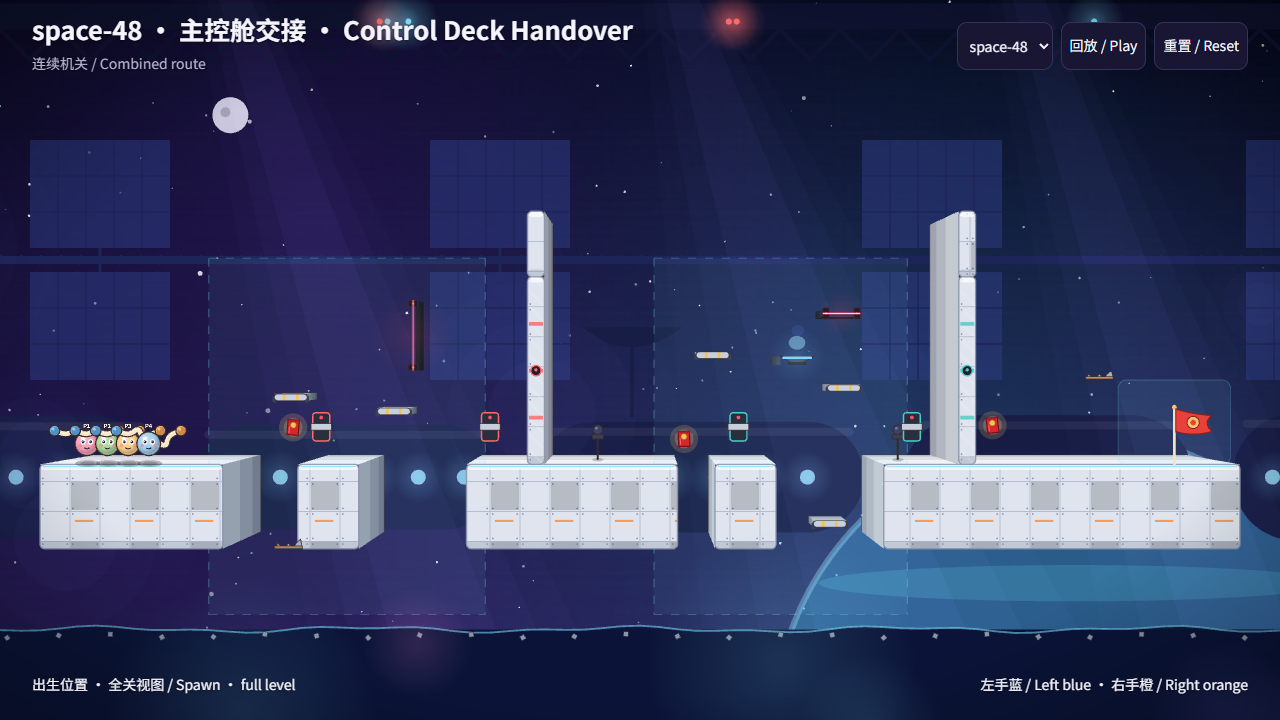 space-48 • 主控舱交接 • Control Deck Handover
连续机关 / Combined route
space-48
回放 / Play
重置 / Reset
P1 P1 P3 P4
出生位置 • 全关视图 / Spawn • full level
左手蓝 / Left blue • 右手橙 / Right orange